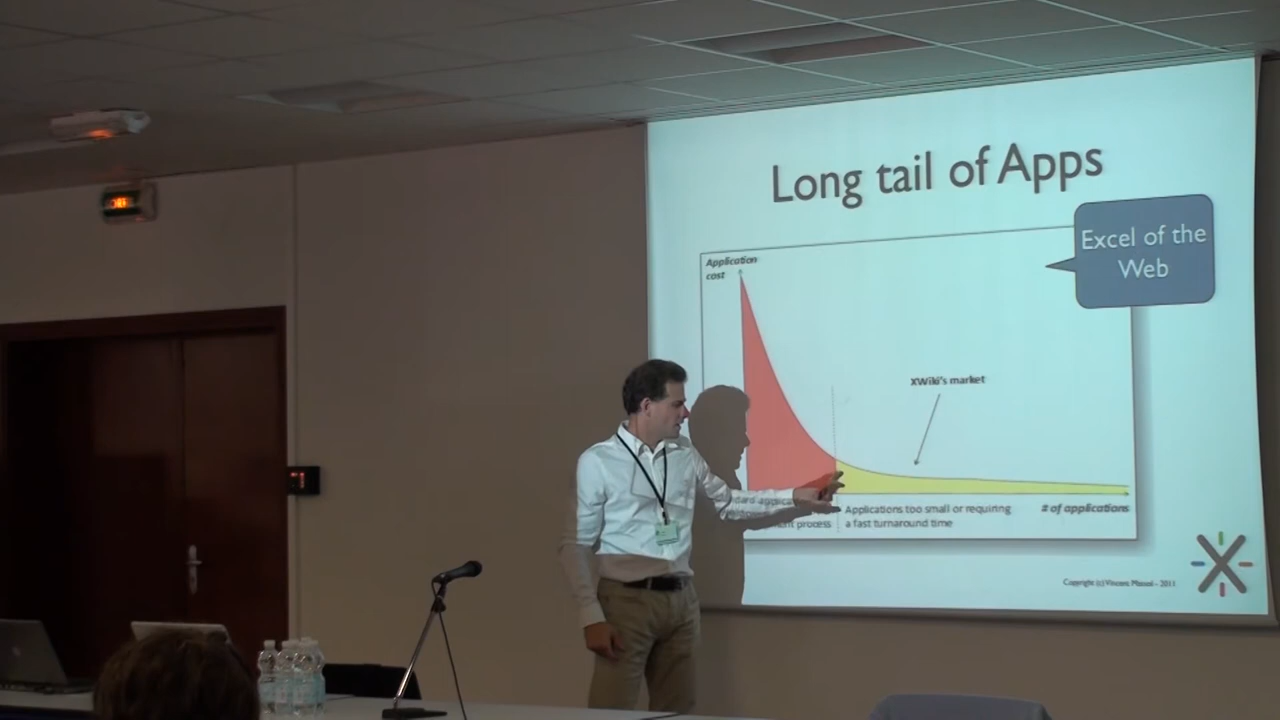 Long tail of Apps
Excel of the
Web
Application
cost
XWiki's market
Applications too small or requiring
a fast turnaround time
# of applications
process
Copyright (c) Vincent Massol - 2011